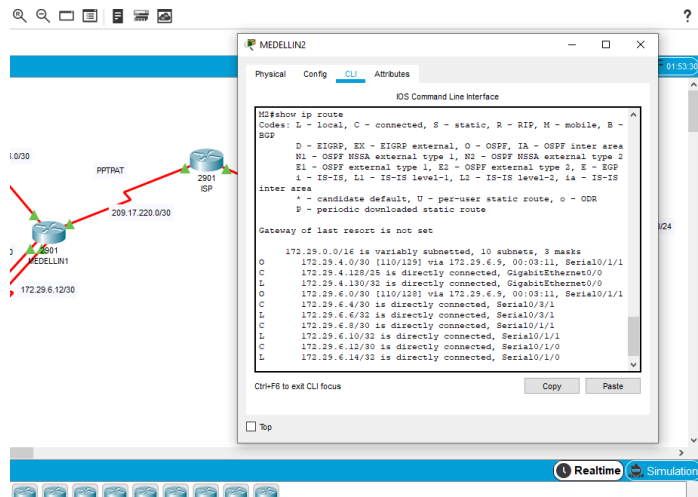 ?
MEDELLIN2
Physical Config CLI Attributes
01:53:30
IOS Command Line Interface
M2#show ip route
Codes: L - local, C - connected, S - static, R - RIP, M - mobile, B -
BGP
D - EIGRP, EX - EIGRP external, O - OSPF, IA - OSPF inter area
N1 - OSPF NSSA external type 1, N2 - OSPF NSSA external type 2
E1 - OSPF external type 1, E2 - OSPF external type 2, E - EGP
i - IS-IS, L1 - IS-IS level-1, L2 - IS-IS level-2, ia - IS-IS
inter area
* - candidate default, U - per-user static route, o - ODR
P - periodic downloaded static route
Gateway of last resort is not set
172.29.0.0/16 is variably subnetted, 10 subnets, 3 masks
O 172.29.4.0/30 [110/129] via 172.29.6.9, 00:03:11, Serial0/1/1
C 172.29.4.128/25 is directly connected, GigabitEthernet0/0
L 172.29.4.130/32 is directly connected, GigabitEthernet0/0
O 172.29.6.0/30 [110/128] via 172.29.6.9, 00:03:11, Serial0/1/1
C 172.29.6.4/30 is directly connected, Serial0/3/1
L 172.29.6.6/32 is directly connected, Serial0/3/1
C 172.29.6.8/30 is directly connected, Serial0/1/1
L 172.29.6.10/32 is directly connected, Serial0/1/1
C 172.29.6.12/30 is directly connected, Serial0/1/0
L 172.29.6.14/32 is directly connected, Serial0/1/0
Ctrl+F6 to exit CLI focus
Copy Paste
Top
.0/30
PPTPAT
2901
ISP
209.17.220.0/30
2901
MEDELLIN1
172.29.6.12/30
/24
Realtime Simulation